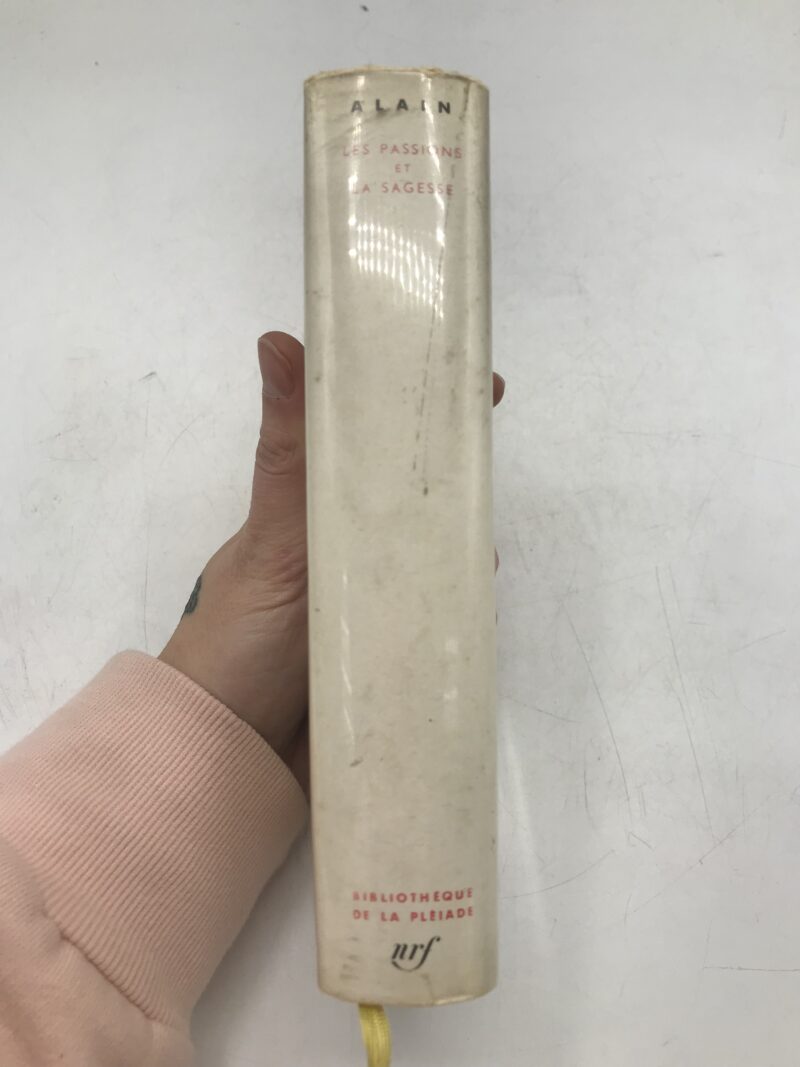 ALAIN
LES PASSIONS
ET
LA SAGESSE
BIBLIOTHÈQUE
DE LA PLÉIADE
nrf